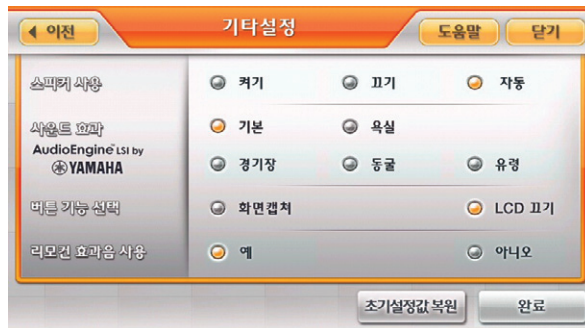 이전
기타설정
도움말
닫기
스피커 사용
켜기 끄기 자동
사운드 효과
기본 욕실
AudioEngine™ LSI by
YAMAHA
경기장 동굴 유령
버튼 기능 선택
화면캡처 LCD 끄기
리모컨 효과음 사용
예 아니오
초기설정값 복원
완료